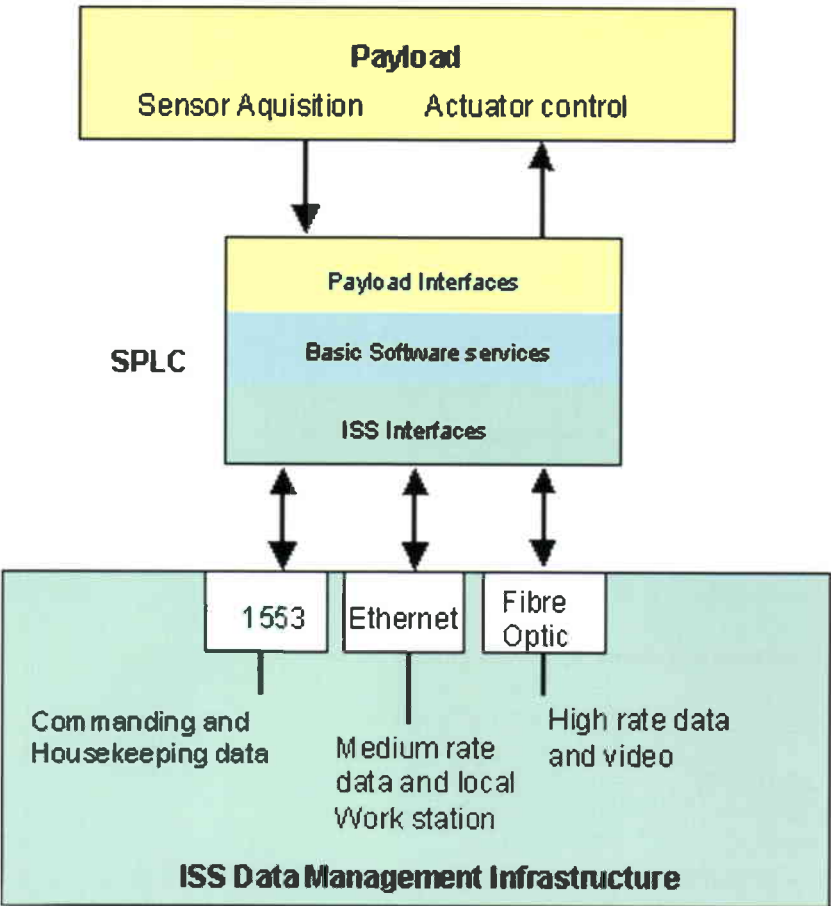 Payload
Sensor Aquisition Actuator control
Payload Interfaces
SPLC
Basic Software services
ISS Interfaces
1553
Ethernet
Fibre
Optic
Commanding and
Housekeeping data
Medium rate
data and local
Work station
High rate data
and video
ISS Data Management Infrastructure